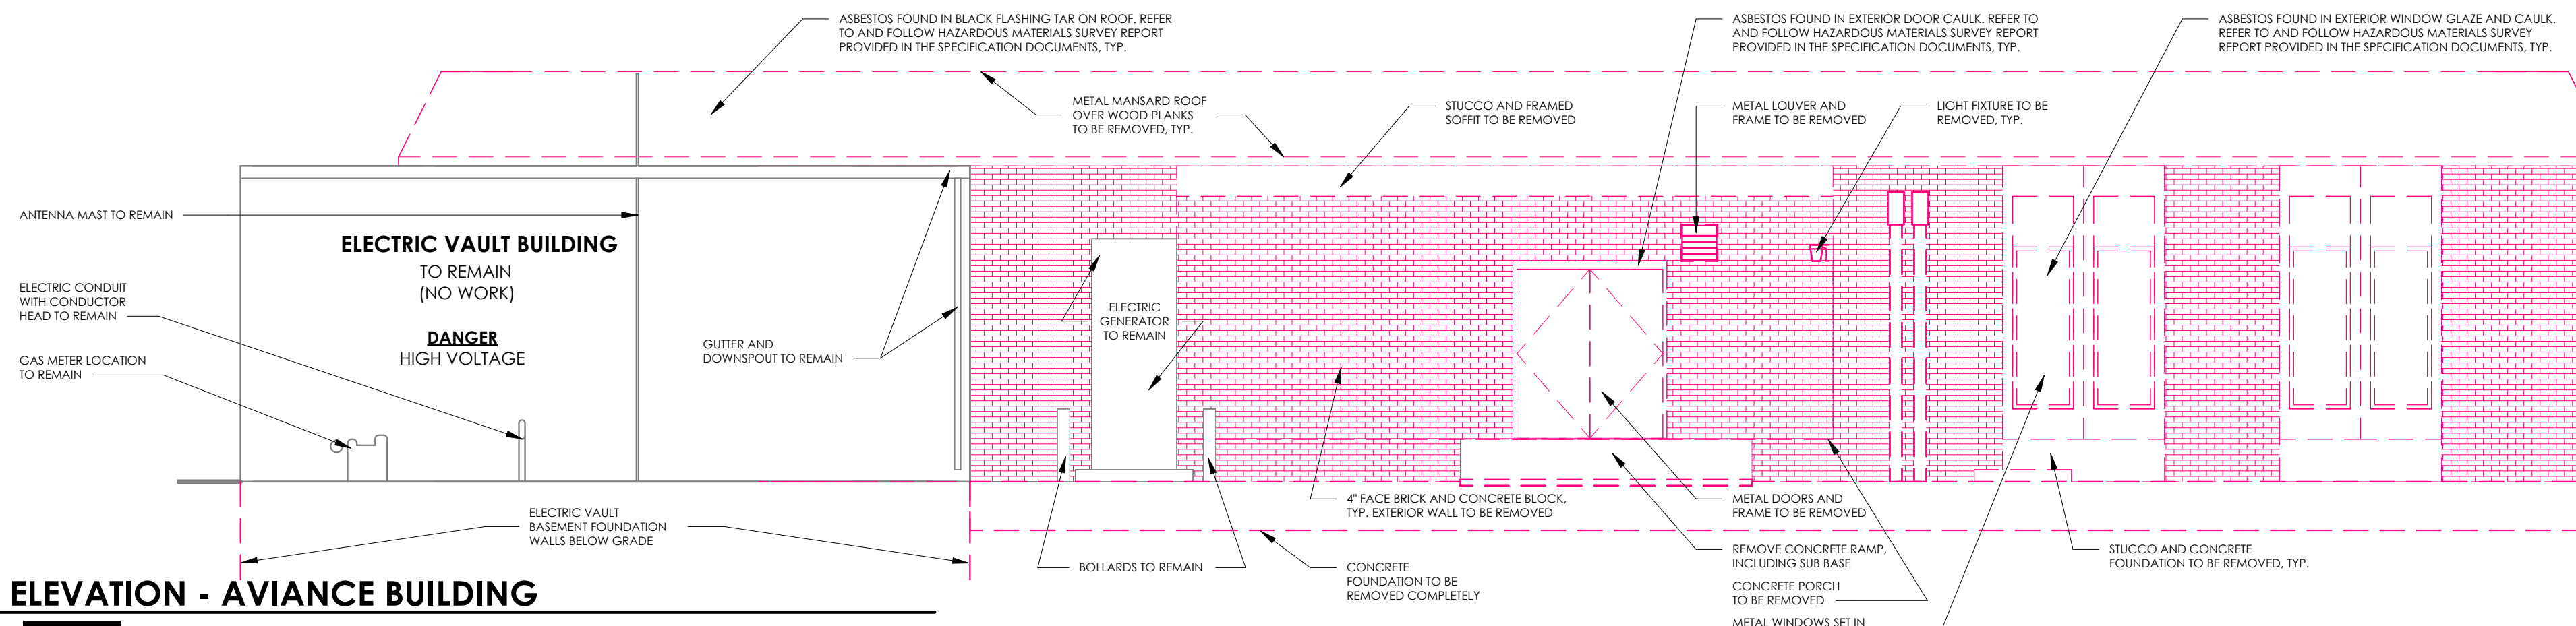 ASBESTOS FOUND IN BLACK FLASHING TAR ON ROOF. REFER
TO AND FOLLOW HAZARDOUS MATERIALS SURVEY REPORT
PROVIDED IN THE SPECIFICATION DOCUMENTS, TYP.
ASBESTOS FOUND IN EXTERIOR DOOR CAULK. REFER TO
AND FOLLOW HAZARDOUS MATERIALS SURVEY REPORT
PROVIDED IN THE SPECIFICATION DOCUMENTS, TYP.
ASBESTOS FOUND IN EXTERIOR WINDOW GLAZE AND CAULK.
REFER TO AND FOLLOW HAZARDOUS MATERIALS SURVEY
REPORT PROVIDED IN THE SPECIFICATION DOCUMENTS, TYP.
METAL MANSARD ROOF
OVER WOOD PLANKS
TO BE REMOVED, TYP.
STUCCO AND FRAMED
SOFFIT TO BE REMOVED
METAL LOUVER AND
FRAME TO BE REMOVED
LIGHT FIXTURE TO BE
REMOVED, TYP.
ANTENNA MAST TO REMAIN
ELECTRIC VAULT BUILDING
TO REMAIN
(NO WORK)
DANGER
HIGH VOLTAGE
ELECTRIC CONDUIT
WITH CONDUCTOR
HEAD TO REMAIN
GAS METER LOCATION
TO REMAIN
GUTTER AND
DOWNSPOUT TO REMAIN
ELECTRIC
GENERATOR
TO REMAIN
ELECTRIC VAULT
BASEMENT FOUNDATION
WALLS BELOW GRADE
BOLLARDS TO REMAIN
4" FACE BRICK AND CONCRETE BLOCK,
TYP. EXTERIOR WALL TO BE REMOVED
CONCRETE
FOUNDATION TO BE
REMOVED COMPLETELY
METAL DOORS AND
FRAME TO BE REMOVED
REMOVE CONCRETE RAMP,
INCLUDING SUB BASE
CONCRETE PORCH
TO BE REMOVED
METAL WINDOWS SET IN
STUCCO AND CONCRETE
FOUNDATION TO BE REMOVED, TYP.
ELEVATION - AVIANCE BUILDING